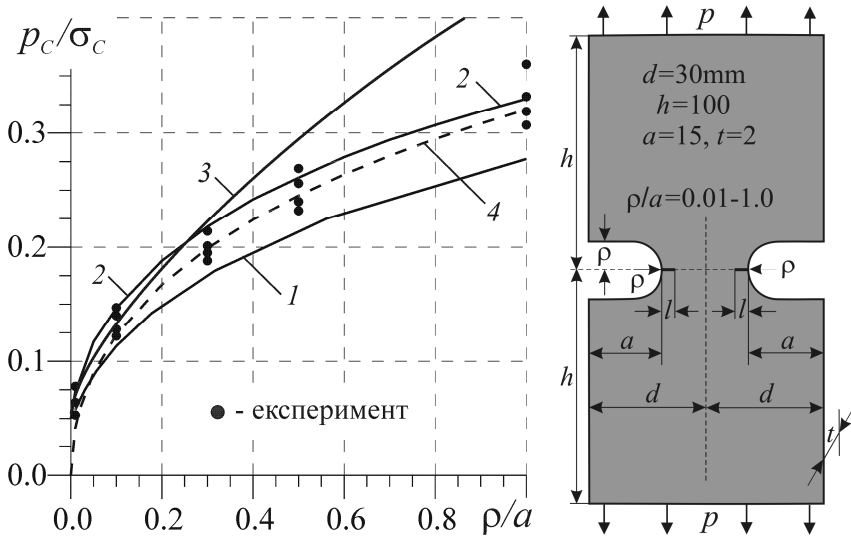 p_C/σ_C
0.3
0.2
0.1
0.0
0.0
0.2
0.4
0.6
0.8
ρ/a
2
3
4
2
1
● - експеримент
p
d=30mm
h=100
a=15, t=2
ρ/a=0.01-1.0
h
ρ
ρ
ρ
l
l
a
a
h
d
d
t
p